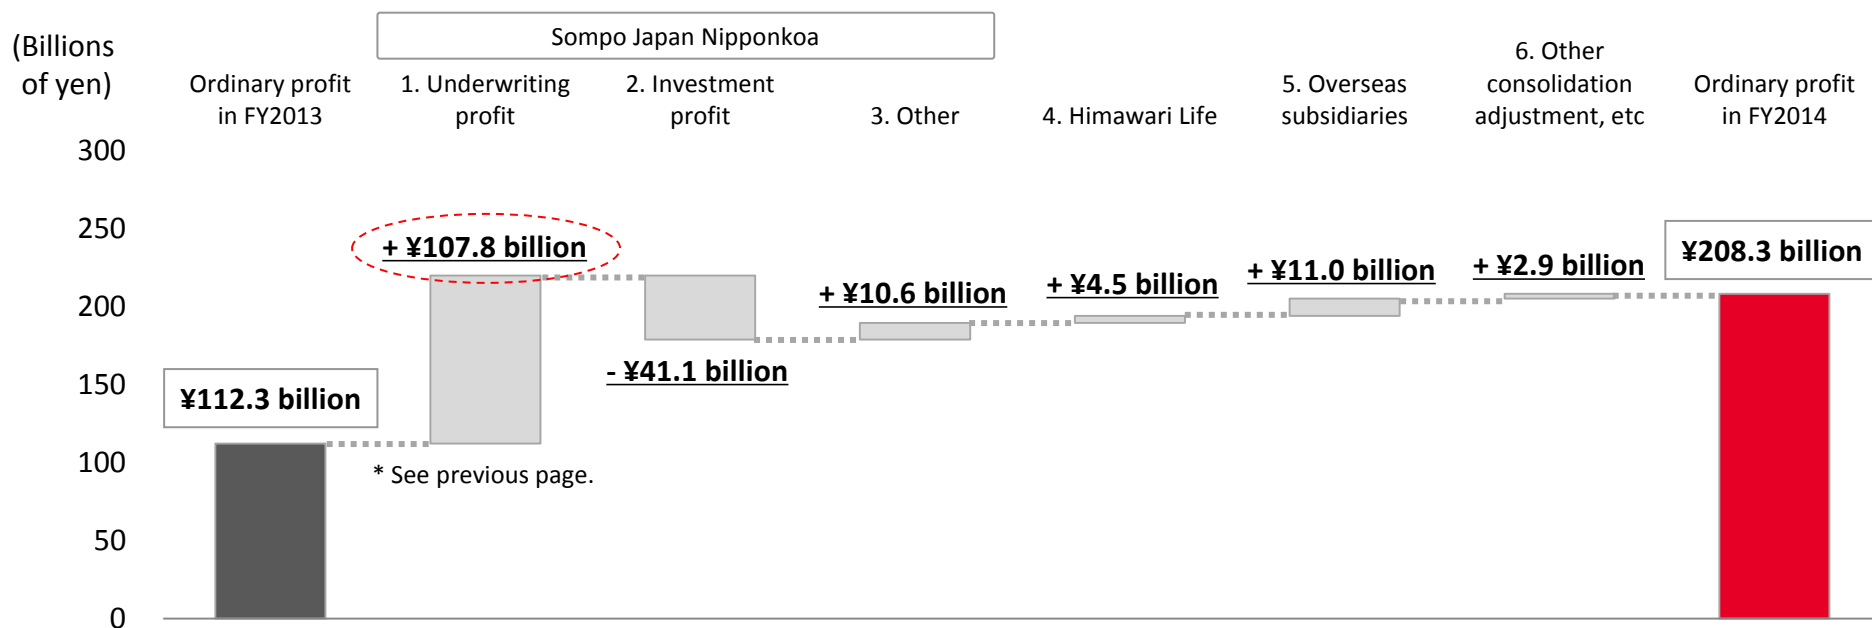 (Billions
of yen)
Sompo Japan Nipponkoa
Ordinary profit
in FY2013
1. Underwriting
profit
2. Investment
profit
3. Other
4. Himawari Life
5. Overseas
subsidiaries
6. Other
consolidation
adjustment, etc
Ordinary profit
in FY2014
300
250
200
150
100
50
0
¥112.3 billion
+ ¥107.8 billion
* See previous page.
- ¥41.1 billion
+ ¥10.6 billion
+ ¥4.5 billion
+ ¥11.0 billion
+ ¥2.9 billion
¥208.3 billion